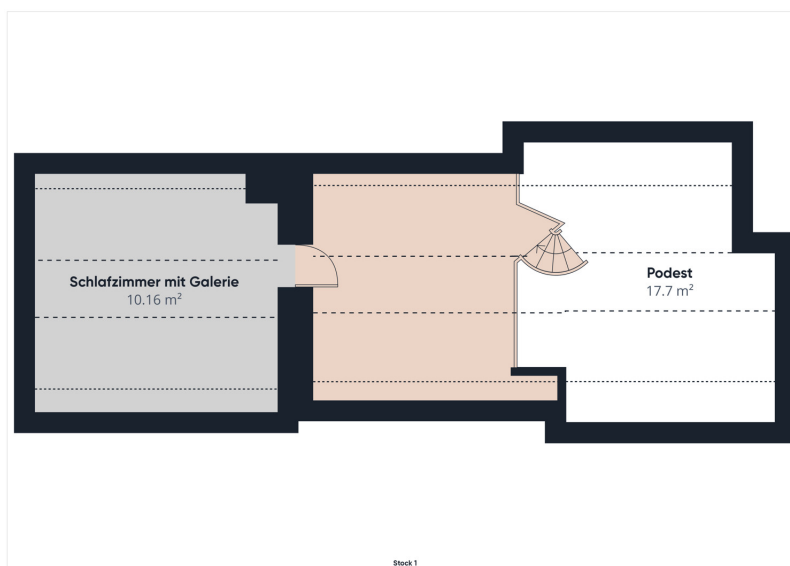 Schlafzimmer mit Galerie
10.16 m²
Podest
17.7 m²
Stock 1